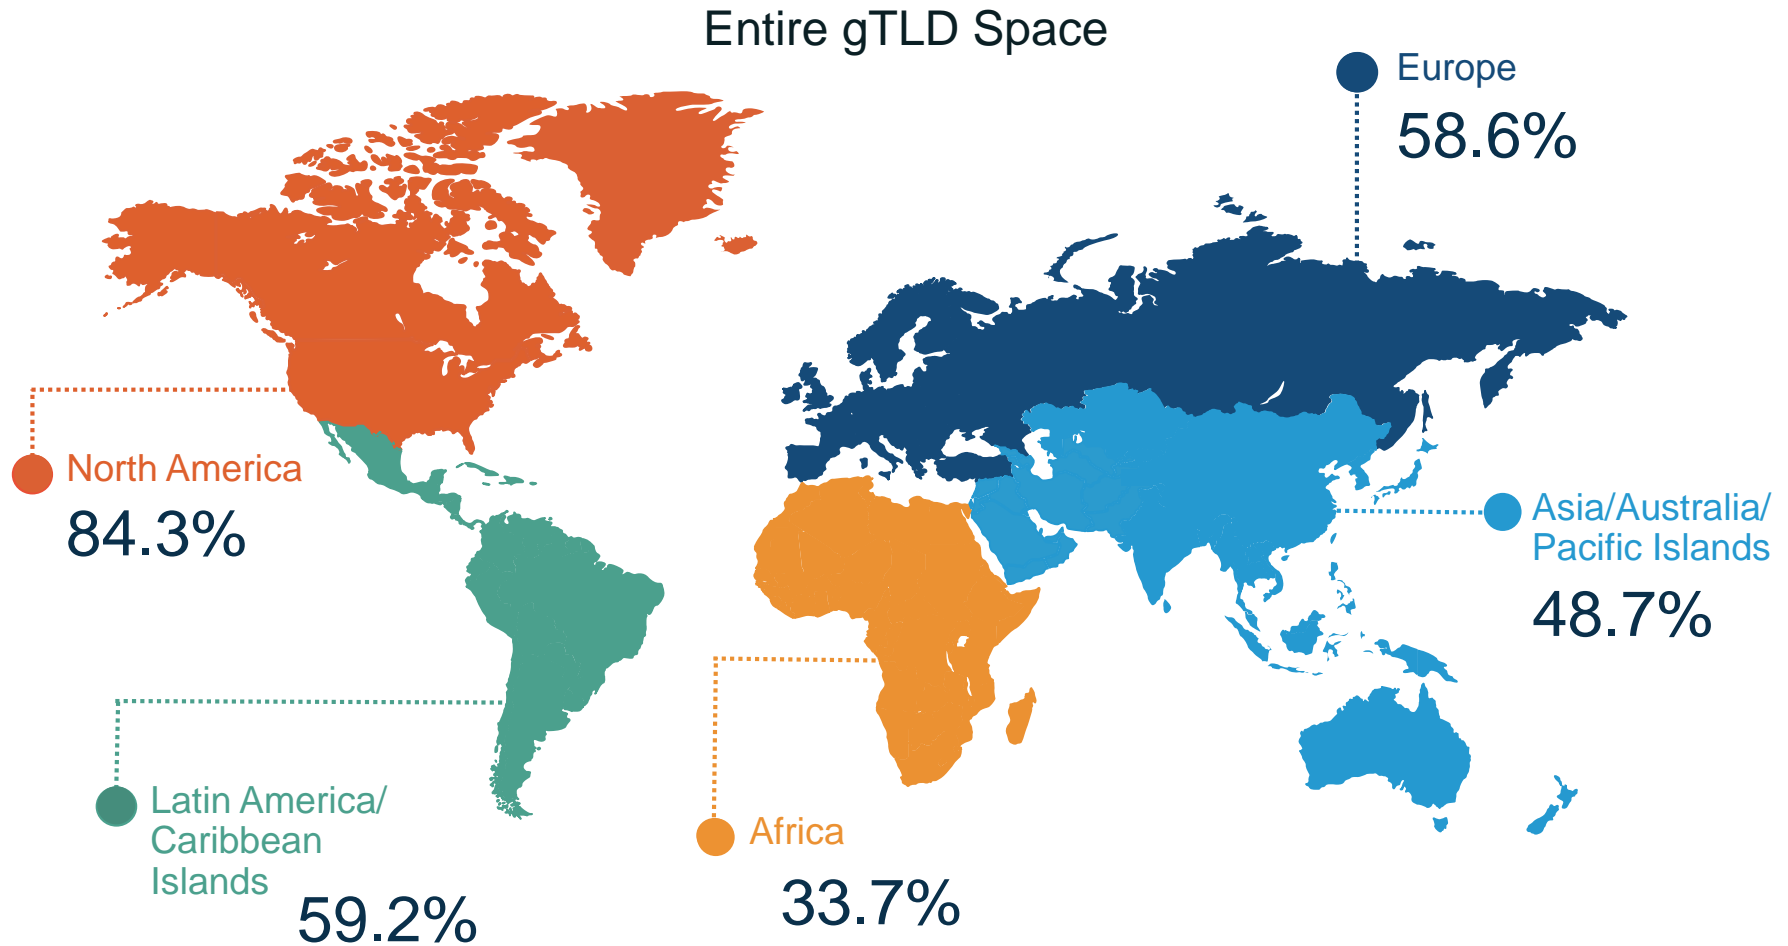 Entire gTLD Space
Europe
58.6%
North America
84.3%
Asia/Australia/
Pacific Islands
48.7%
Latin America/
Caribbean
Islands
59.2%
Africa
33.7%